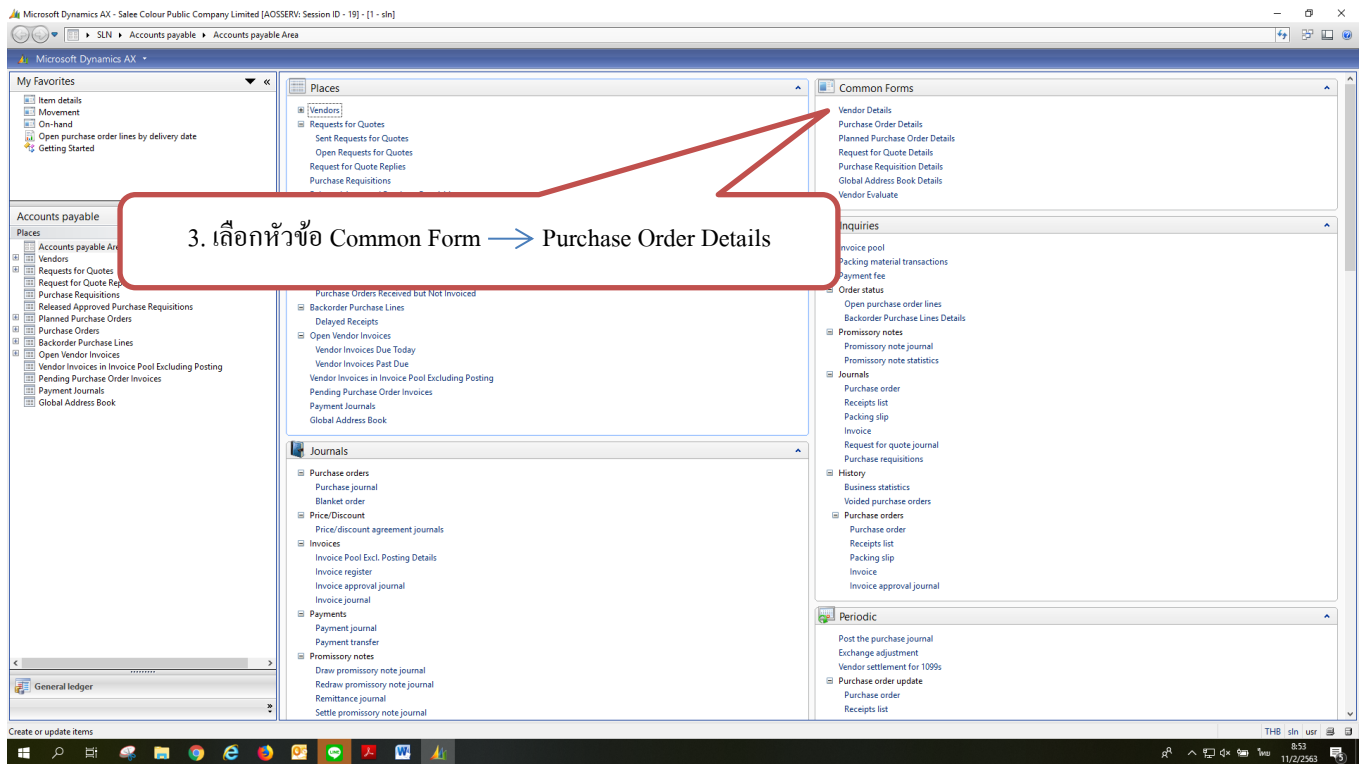 Microsoft Dynamics AX - Salee Colour Public Company Limited [AOSSERV: Session ID - 19] - [1 - sln]
SLN ▸ Accounts payable ▸ Accounts payable Area
Microsoft Dynamics AX
My Favorites
Item details
Movement
On-hand
Open purchase order lines by delivery date
Getting Started
Accounts payable
Places
Accounts payable Are
Vendors
Requests for Quotes
Request for Quote Rep
Purchase Requisitions
Released Approved Purchase Requisitions
Planned Purchase Orders
Purchase Orders
Backorder Purchase Lines
Open Vendor Invoices
Vendor Invoices in Invoice Pool Excluding Posting
Pending Purchase Order Invoices
Payment Journals
Global Address Book
General ledger
Places
Vendors
Requests for Quotes
Sent Requests for Quotes
Open Requests for Quotes
Request for Quote Replies
Purchase Requisitions
3. เลือกหัวข้อ Common Form → Purchase Order Details
Purchase Orders Received but Not Invoiced
Backorder Purchase Lines
Delayed Receipts
Open Vendor Invoices
Vendor Invoices Due Today
Vendor Invoices Past Due
Vendor Invoices in Invoice Pool Excluding Posting
Pending Purchase Order Invoices
Payment Journals
Global Address Book
Journals
Purchase orders
Purchase journal
Blanket order
Price/Discount
Price/discount agreement journals
Invoices
Invoice Pool Excl. Posting Details
Invoice register
Invoice approval journal
Invoice journal
Payments
Payment journal
Payment transfer
Promissory notes
Draw promissory note journal
Redraw promissory note journal
Remittance journal
Settle promissory note journal
Common Forms
Vendor Details
Purchase Order Details
Planned Purchase Order Details
Request for Quote Details
Purchase Requisition Details
Global Address Book Details
Vendor Evaluate
Inquiries
nvoice pool
Packing material transactions
Payment fee
Order status
Open purchase order lines
Backorder Purchase Lines Details
Promissory notes
Promissory note journal
Promissory note statistics
Journals
Purchase order
Receipts list
Packing slip
Invoice
Request for quote journal
Purchase requisitions
History
Business statistics
Voided purchase orders
Purchase orders
Purchase order
Receipts list
Packing slip
Invoice
Invoice approval journal
Periodic
Post the purchase journal
Exchange adjustment
Vendor settlement for 1099s
Purchase order update
Purchase order
Receipts list
Create or update items
THB sln usr
ไทย
8:53
11/2/2563